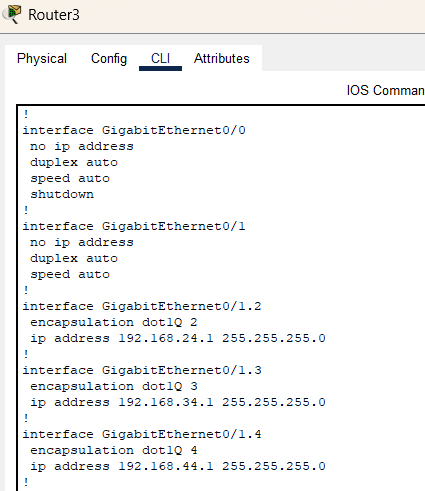 Router3
Physical Config CLI Attributes
IOS Comman
!
interface GigabitEthernet0/0
no ip address
duplex auto
speed auto
shutdown
!
interface GigabitEthernet0/1
no ip address
duplex auto
speed auto
!
interface GigabitEthernet0/1.2
encapsulation dot1Q 2
ip address 192.168.24.1 255.255.255.0
!
interface GigabitEthernet0/1.3
encapsulation dot1Q 3
ip address 192.168.34.1 255.255.255.0
!
interface GigabitEthernet0/1.4
encapsulation dot1Q 4
ip address 192.168.44.1 255.255.255.0
!